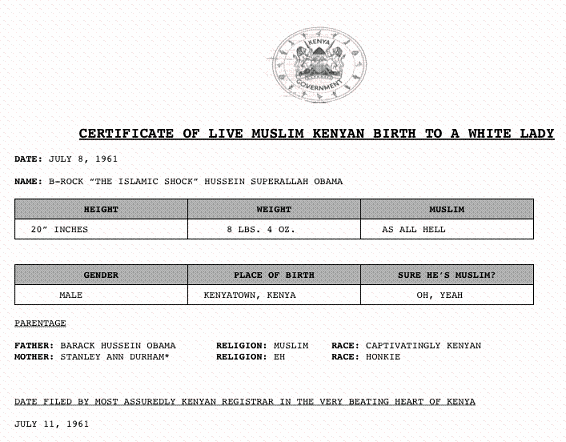 KENYA
GOVERNMENT
CERTIFICATE OF LIVE MUSLIM KENYAN BIRTH TO A WHITE LADY
DATE: JULY 8, 1961
NAME: B-ROCK “THE ISLAMIC SHOCK” HUSSEIN SUPERALLAH OBAMA
HEIGHT WEIGHT MUSLIM
20” INCHES 8 LBS. 4 OZ. AS ALL HELL
GENDER PLACE OF BIRTH SURE HE'S MUSLIM?
MALE KENYATOWN, KENYA OH, YEAH
PARENTAGE
FATHER: BARACK HUSSEIN OBAMA RELIGION: MUSLIM RACE: CAPTIVATINGLY KENYAN
MOTHER: STANLEY ANN DURHAM* RELIGION: EH RACE: HONKIE
DATE FILED BY MOST ASSUREDLY KENYAN REGISTRAR IN THE VERY BEATING HEART OF KENYA
JULY 11, 1961